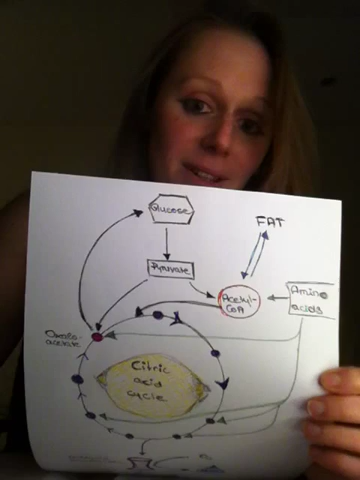 Glucose
FAT
Pyruvate
Acetyl-
CoA
Amino
acids
Oxalo-
acetate
Citric
acid
cycle